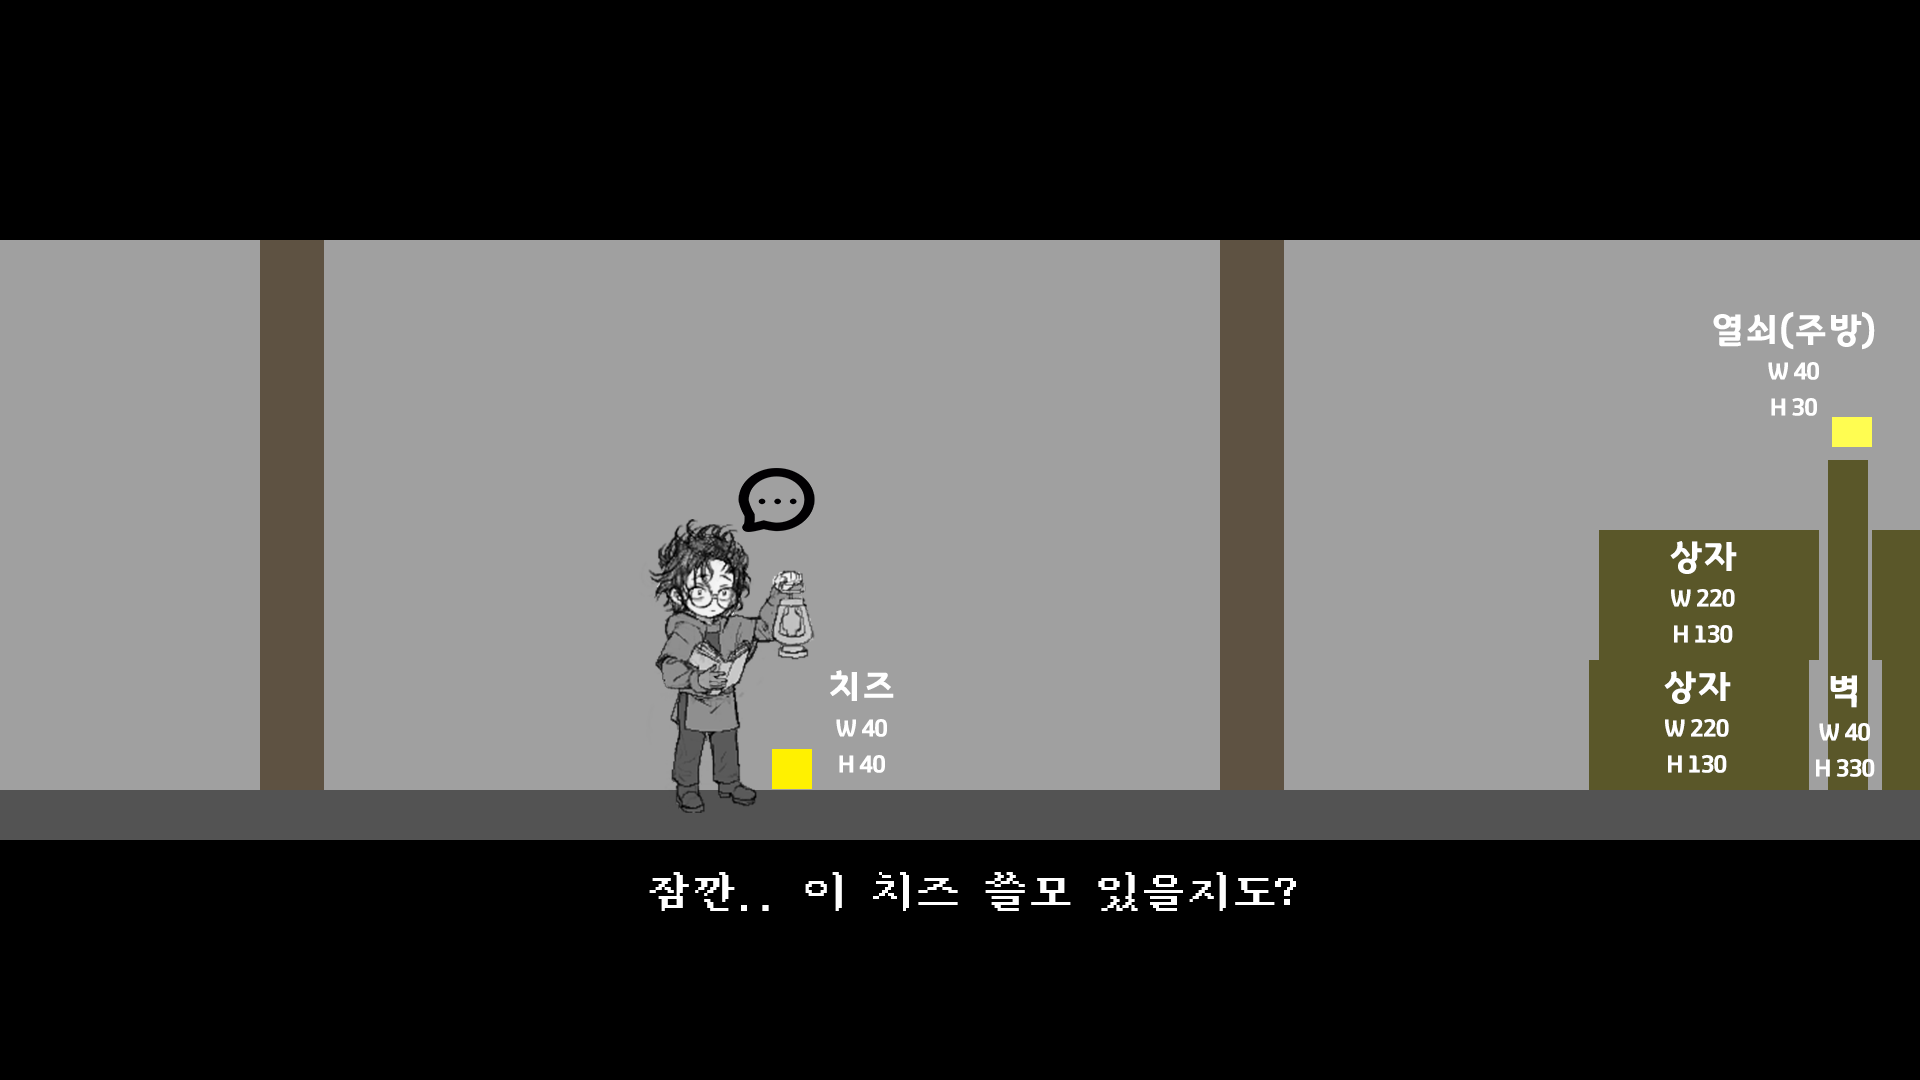 열쇠(주방)
W 40
H 30
상자
W 220
H 130
치즈
W 40
H 40
상자
W 220
H 130
벽
W 40
H 330
잠깐.. 이 치즈 쓸모 있을지도?